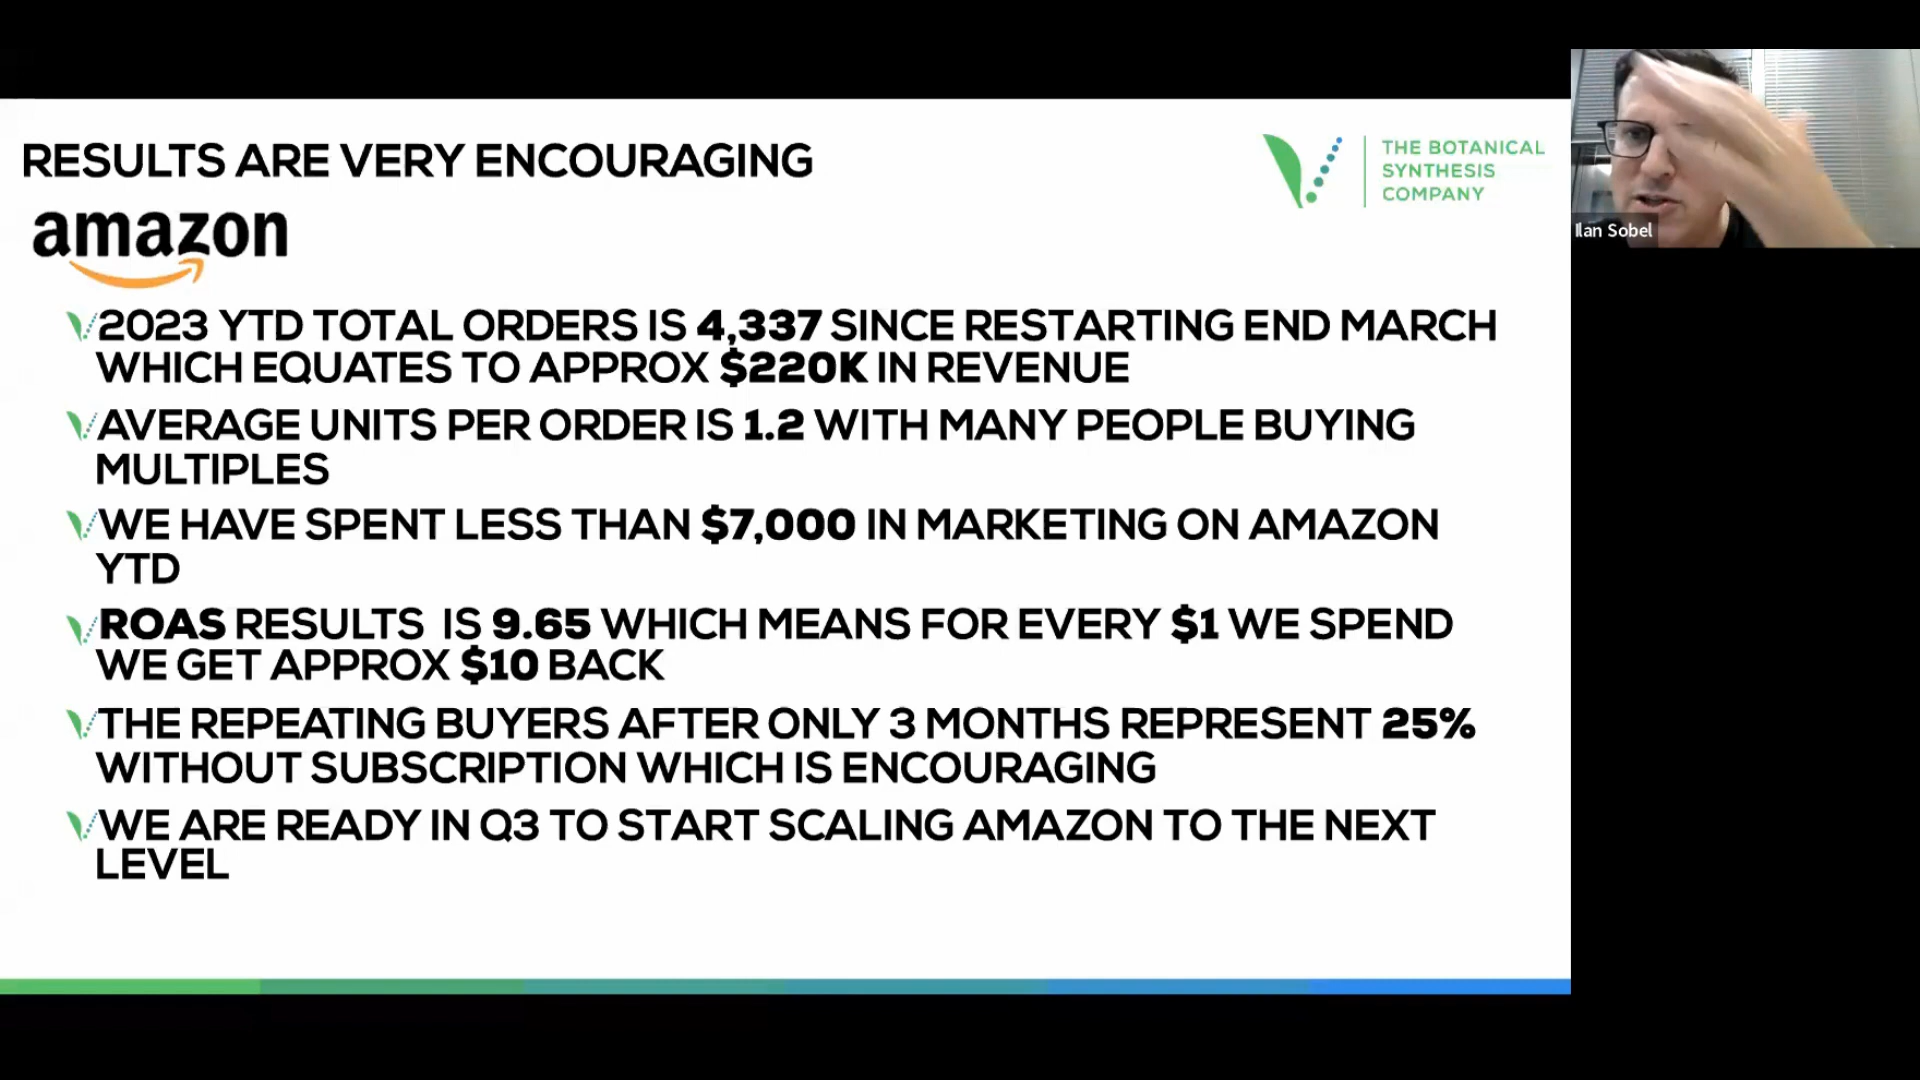 RESULTS ARE VERY ENCOURAGING
THE BOTANICAL
SYNTHESIS
COMPANY
Ilan Sobel
amazon
2023 YTD TOTAL ORDERS IS 4,337 SINCE RESTARTING END MARCH
WHICH EQUATES TO APPROX $220K IN REVENUE
AVERAGE UNITS PER ORDER IS 1.2 WITH MANY PEOPLE BUYING
MULTIPLES
WE HAVE SPENT LESS THAN $7,000 IN MARKETING ON AMAZON
YTD
ROAS RESULTS IS 9.65 WHICH MEANS FOR EVERY $1 WE SPEND
WE GET APPROX $10 BACK
THE REPEATING BUYERS AFTER ONLY 3 MONTHS REPRESENT 25%
WITHOUT SUBSCRIPTION WHICH IS ENCOURAGING
WE ARE READY IN Q3 TO START SCALING AMAZON TO THE NEXT
LEVEL